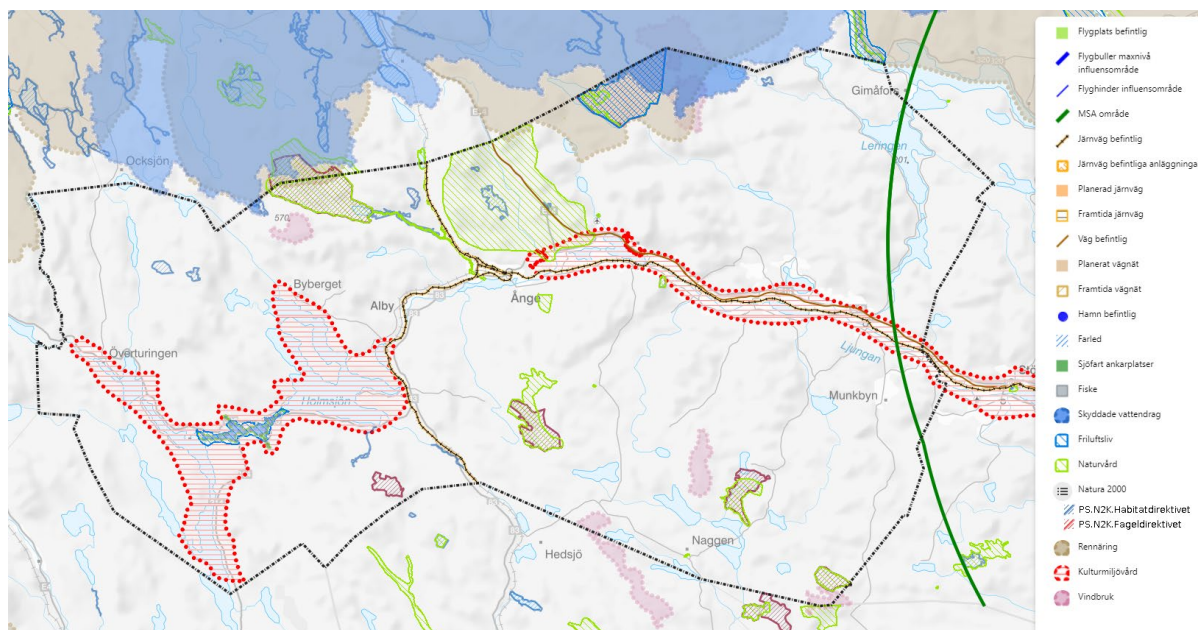 Gimåfors
Leringen
201
Ocksjön
570
Byberget
Alby
Ånge
Överturingen
Holmsjön
Ljungan
Munkbyn
Hedsjö
Naggen
Flygplats befintlig
Flygbuller maxnivå
influensområde
Flyghinder influensområde
MSA område
Järnväg befintlig
Järnväg befintliga anläggninga
Planerad järnväg
Framtida järnväg
Väg befintlig
Planerat vägnät
Framtida vägnät
Hamn befintlig
Farled
Sjöfart ankarplatser
Fiske
Skyddade vattendrag
Friluftsliv
Naturvård
Natura 2000
PS.N2K.Habitatdirektivet
PS.N2K.Fageldirektivet
Rennäring
Kulturmiljövård
Vindbruk